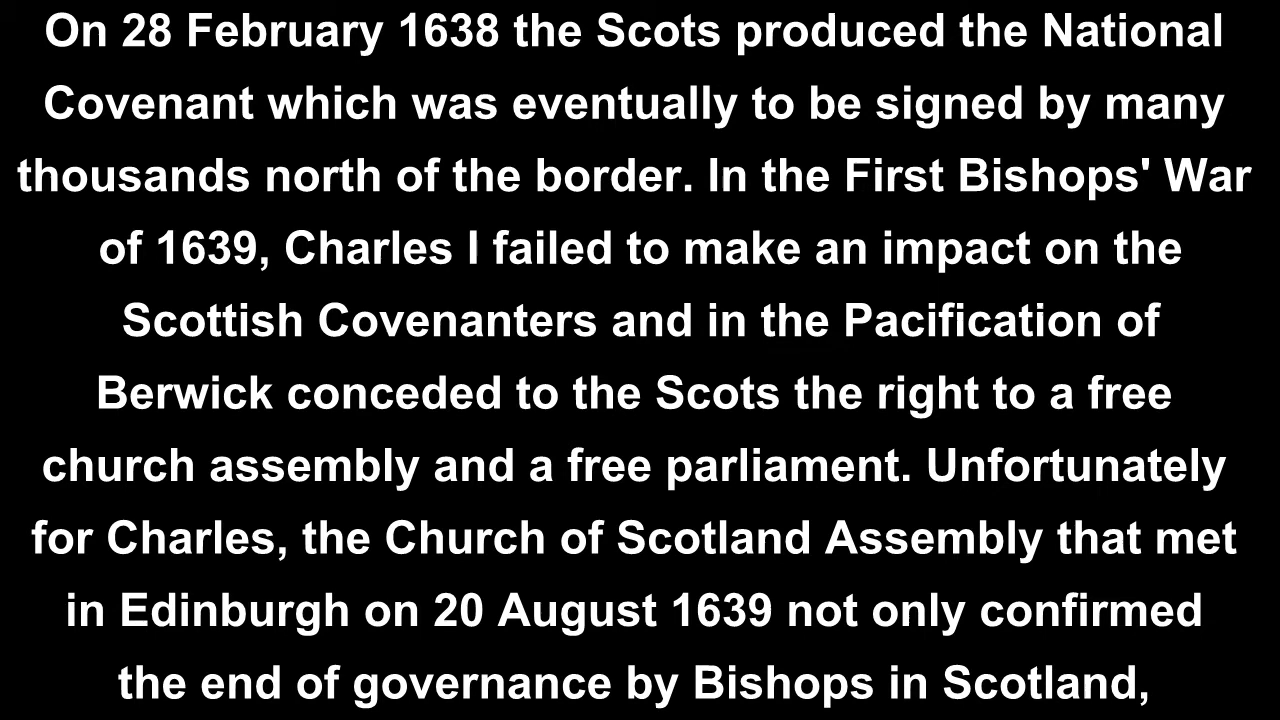 On 28 February 1638 the Scots produced the National
Covenant which was eventually to be signed by many
thousands north of the border. In the First Bishops' War
of 1639, Charles I failed to make an impact on the
Scottish Covenanters and in the Pacification of
Berwick conceded to the Scots the right to a free
church assembly and a free parliament. Unfortunately
for Charles, the Church of Scotland Assembly that met
in Edinburgh on 20 August 1639 not only confirmed
the end of governance by Bishops in Scotland,